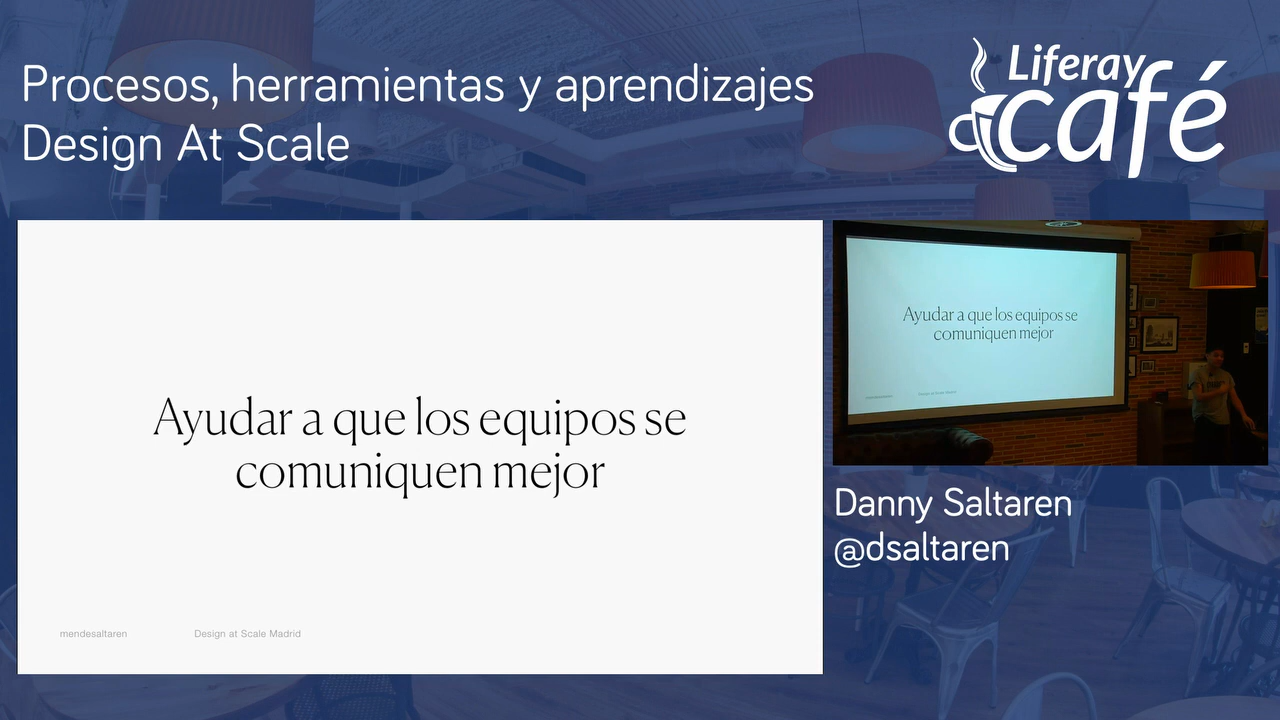 Procesos, herramientas y aprendizajes
Design At Scale
Liferay
café
Ayudar a que los equipos se
comuniquen mejor
mendesaltaren
Design at Scale Madrid
Ayudar a que los equipos se
comuniquen mejor
Danny Saltaren
@dsaltaren